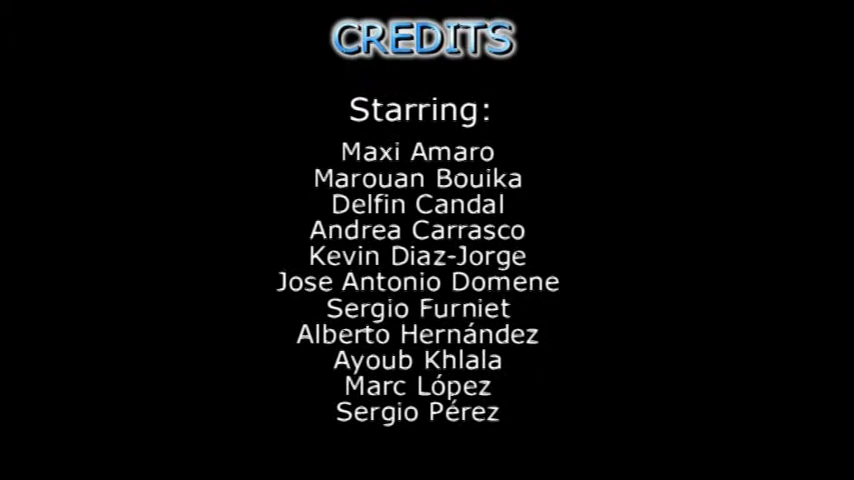 CREDITS
Starring:
Maxi Amaro
Marouan Bouika
Delfin Candal
Andrea Carrasco
Kevin Diaz-Jorge
Jose Antonio Domene
Sergio Furniet
Alberto Hernández
Ayoub Khlala
Marc López
Sergio Pérez